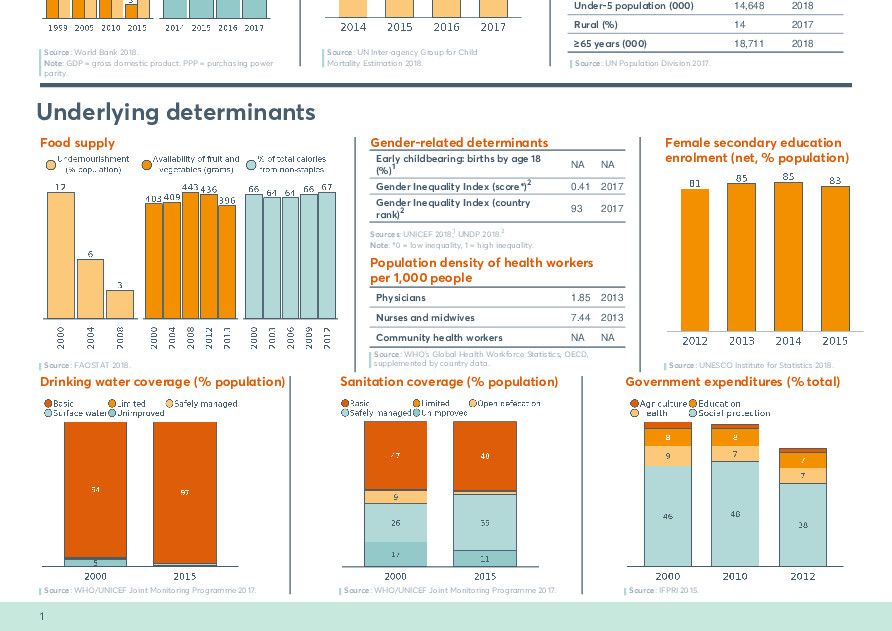 3
1999 2005 2010 2015
2014 2015 2016 2017
Source: World Bank 2018.
Note: GDP = gross domestic product. PPP = purchasing power
parity.
2014 2015 2016 2017
Source: UN Inter-agency Group for Child
Mortality Estimation 2018.
Under-5 population (000) 14,648 2018
Rural (%) 14 2017
≥65 years (000) 18,711 2018
Source: UN Population Division 2017.
Underlying determinants
Food supply
Undernourishment
(% population)
Availability of fruit and
vegetables (grams)
% of total calories
from non-staples
12 6 3
403 409 443 436 396
66 64 64 66 67
2000 2004 2008
2000 2004 2008 2012 2013
2000 2003 2006 2009 2012
Source: FAOSTAT 2018.
Gender-related determinants
Early childbearing: births by age 18
(%)1 NA NA
Gender Inequality Index (score*)2 0.41 2017
Gender Inequality Index (country
rank)2 93 2017
Sources: UNICEF 2018,1 UNDP 2018.2
Note: *0 = low inequality, 1 = high inequality.
Population density of health workers
per 1,000 people
Physicians 1.85 2013
Nurses and midwives 7.44 2013
Community health workers NA NA
Source: WHO's Global Health Workforce Statistics, OECD,
supplemented by country data.
Female secondary education
enrolment (net, % population)
81 85 85 83
2012 2013 2014 2015
Source: UNESCO Institute for Statistics 2018.
Drinking water coverage (% population)
Basic Limited Safely managed
Surface water Unimproved
94 97
5
2000 2015
Source: WHO/UNICEF Joint Monitoring Programme 2017.
Sanitation coverage (% population)
Basic Limited Open defecation
Safely managed Unimproved
47 48
9
26 39
17 11
2000 2015
Source: WHO/UNICEF Joint Monitoring Programme 2017.
Government expenditures (% total)
Agriculture Education
Health Social protection
8 8 7
9 7 7
46 48 38
2000 2010 2012
Source: IFPRI 2015.
1